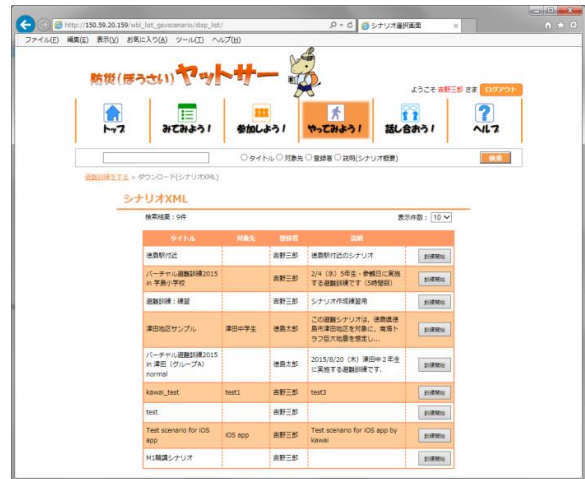 http://150.59.20.159/wbl_list_gsvscenario/disp_list/
シナリオ選択画面
ファイル(F) 編集(E) 表示(V) お気に入り(A) ツール(T) ヘルプ(H)
防災(ぼうさい)ヤットサー
ようこそ 吉野三郎 さま ログアウト
トップ みてみよう! 参加しよう! やってみよう! 話し合おう! ヘルプ
タイトル 対象先 登録者 説明(シナリオ概要) 検索
避難訓練をする > ダウンロード(シナリオXML)
シナリオXML
検索結果:9件 表示件数: 10
タイトル 対象先 登録者 説明
徳島駅付近 吉野三郎 徳島駅付近のシナリオ 訓練開始
バーチャル避難訓練2015
in 学島小学校 吉野三郎 2/4(水)5年生・参観日に実施
する避難訓練です(5時間目) 訓練開始
避難訓練:練習 吉野三郎 シナリオ作成練習用 訓練開始
津田地区サンプル 津田中学生 徳島太郎 この避難シナリオは、徳島県徳
島市津田地区を対象に、南海ト
ラフ巨大地震を想定し... 訓練開始
バーチャル避難訓練2015
in 津田(グループA)
normal 徳島太郎 2015/8/20(木)津田中2年生
に実施する避難訓練です. 訓練開始
kawai_test test1 吉野三郎 test3 訓練開始
test 吉野三郎 訓練開始
Test scenario for iOS
app iOS app 吉野三郎 Test scenario for iOS app by
kawai 訓練開始
M1輪講シナリオ 吉野三郎 訓練開始